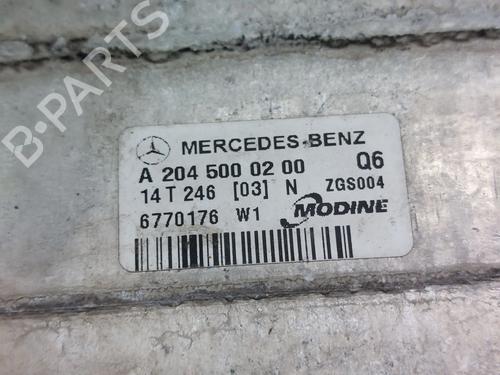 B-PARTS
MERCEDES-BENZ
A 204 500 02 00 Q6
14 T 246 [03] N ZGS004
6770176 W1 MODINE